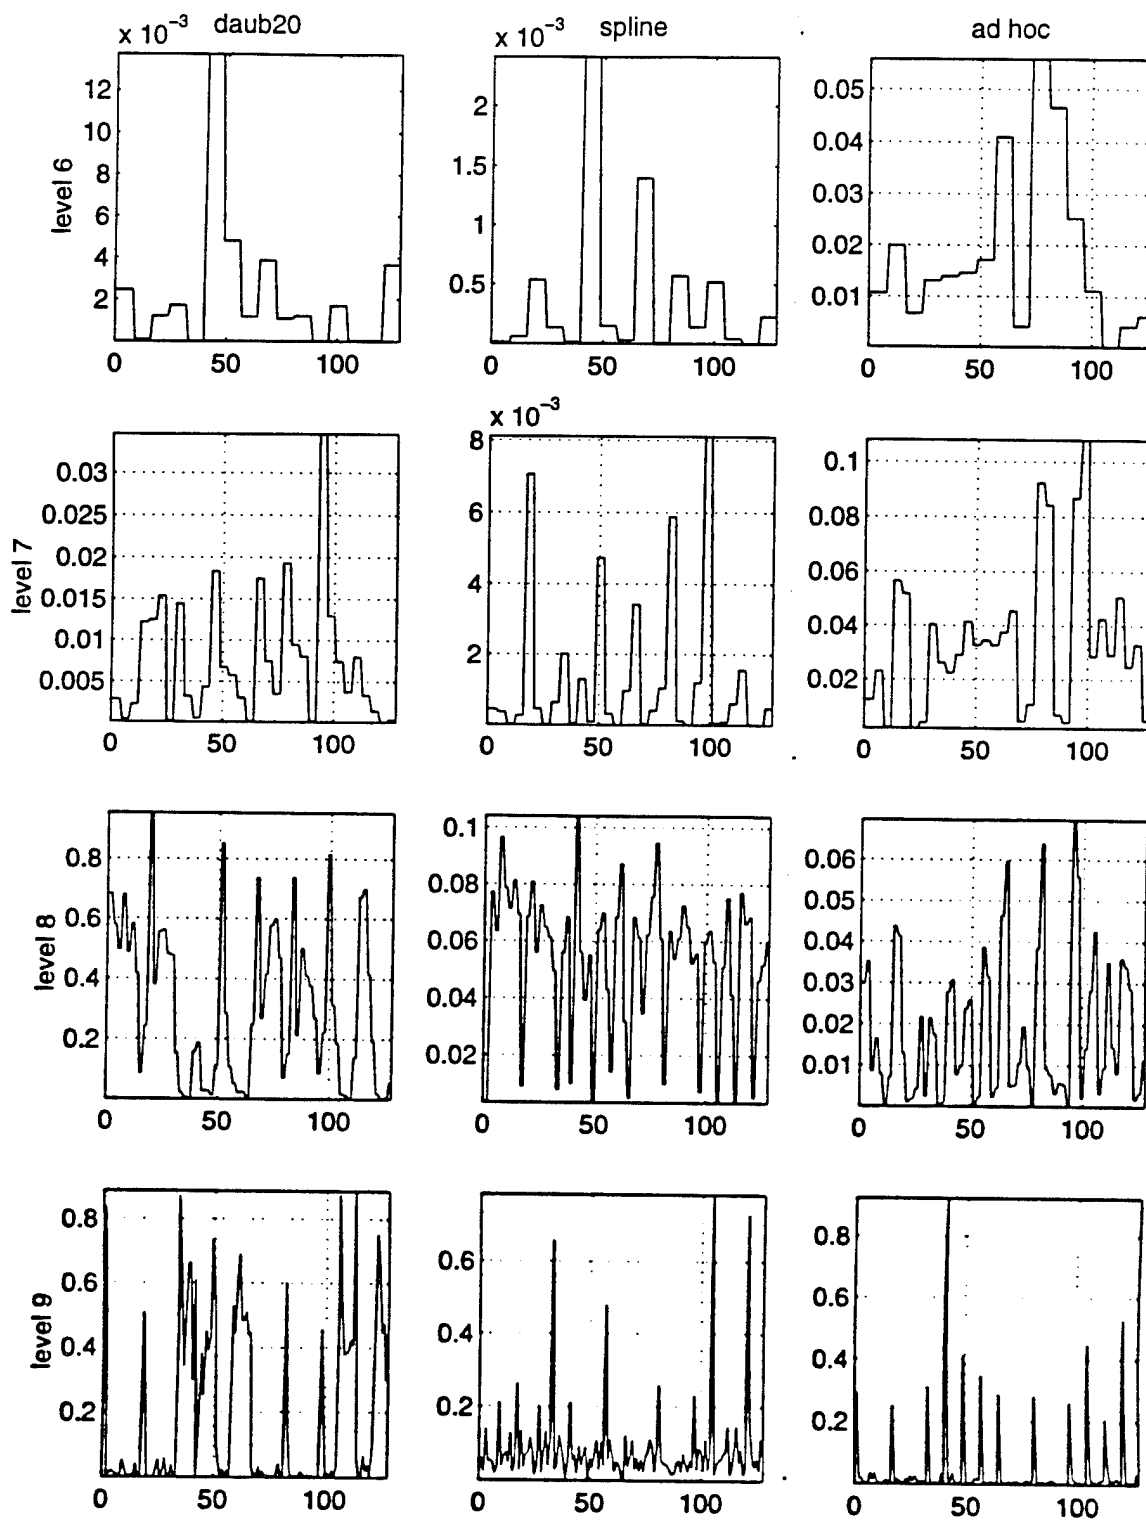 daub20 spline ad hoc
x 10⁻³ x 10⁻³
level 6
12 10 8 6 4 2
2 1.5 1 0.5
0.05 0.04 0.03 0.02 0.01
0 50 100 0 50 100 0 50 100
x 10⁻³
level 7
0.03 0.025 0.02 0.015 0.01 0.005
8 6 4 2
0.1 0.08 0.06 0.04 0.02
0 50 100 0 50 100 0 50 100
level 8
0.8 0.6 0.4 0.2
0.1 0.08 0.06 0.04 0.02
0.06 0.05 0.04 0.03 0.02 0.01
0 50 100 0 50 100 0 50 100
level 9
0.8 0.6 0.4 0.2
0.6 0.4 0.2
0.8 0.6 0.4 0.2
0 50 100 0 50 100 0 50 100